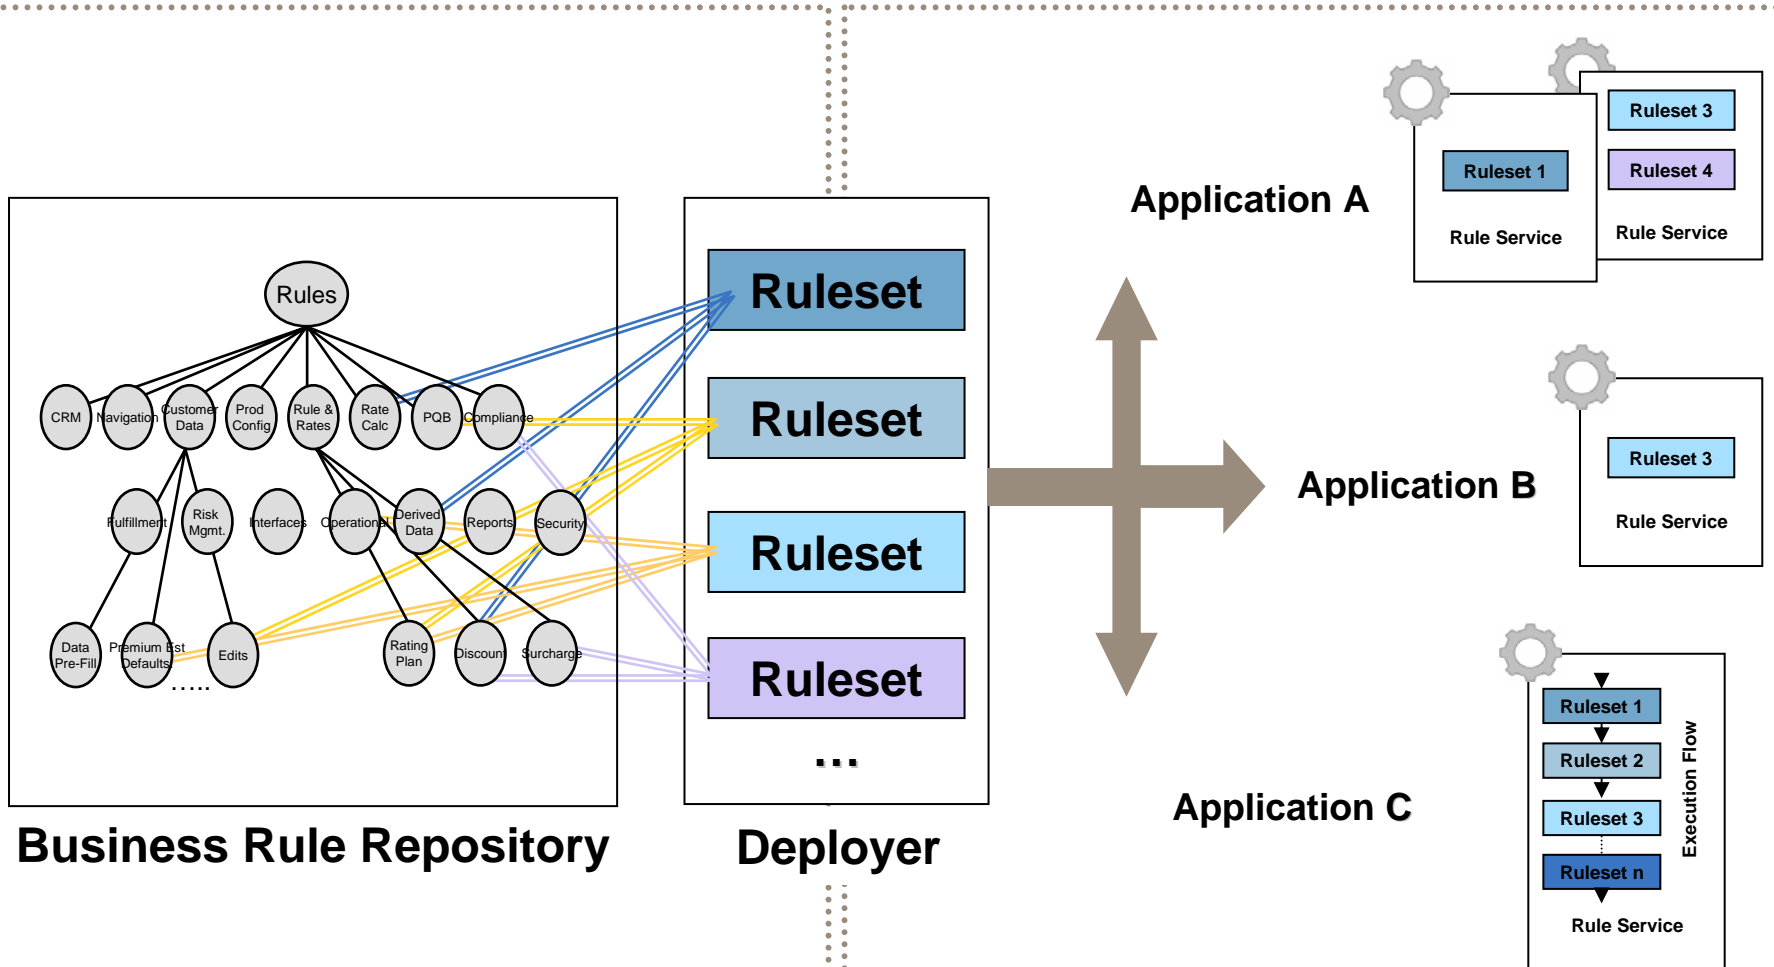 Rules
CRM
Navigation
Customer
Data
Prod
Config
Rule &
Rates
Rate
Calc
PQB
Compliance
Fulfillment
Risk
Mgmt.
Interfaces
Operational
Derived
Data
Reports
Security
Data
Pre-Fill
Premium Est
Defaults
Edits
Rating
Plan
Discount
Surcharge
.....
Business Rule Repository
Ruleset
Ruleset
Ruleset
Ruleset
...
Deployer
Application A
Ruleset 1
Rule Service
Ruleset 3
Ruleset 4
Rule Service
Application B
Ruleset 3
Rule Service
Application C
Ruleset 1
Ruleset 2
Ruleset 3
Ruleset n
Execution Flow
Rule Service